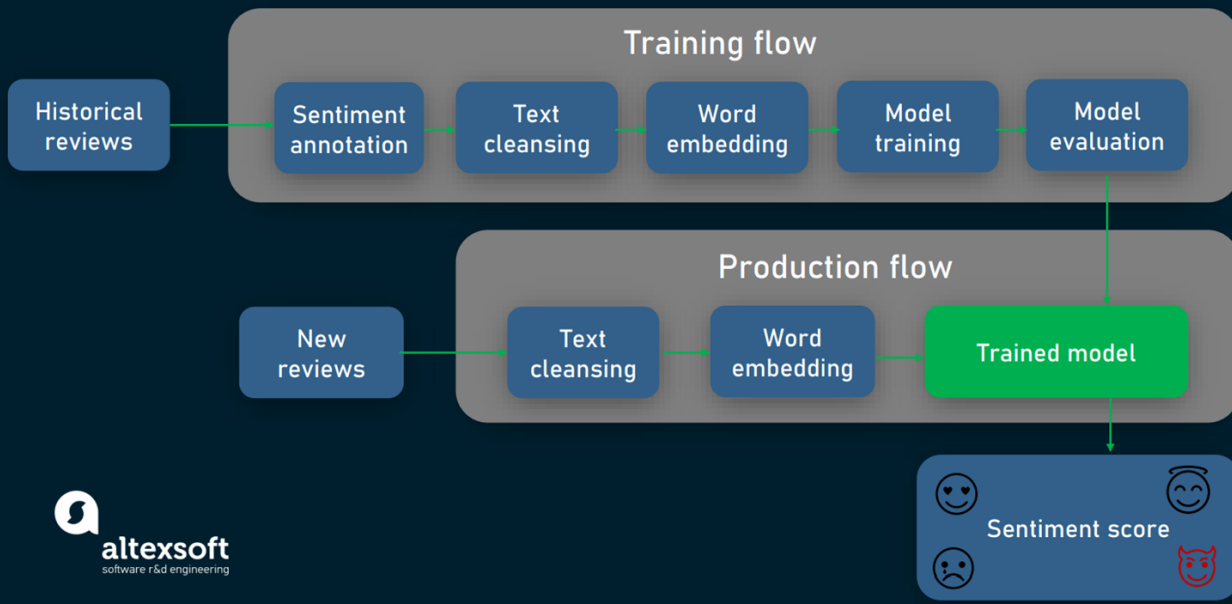 Training flow
Historical
reviews
Sentiment
annotation
Text
cleansing
Word
embedding
Model
training
Model
evaluation
Production flow
New
reviews
Text
cleansing
Word
embedding
Trained model
Sentiment score
altexsoft
software r&d engineering